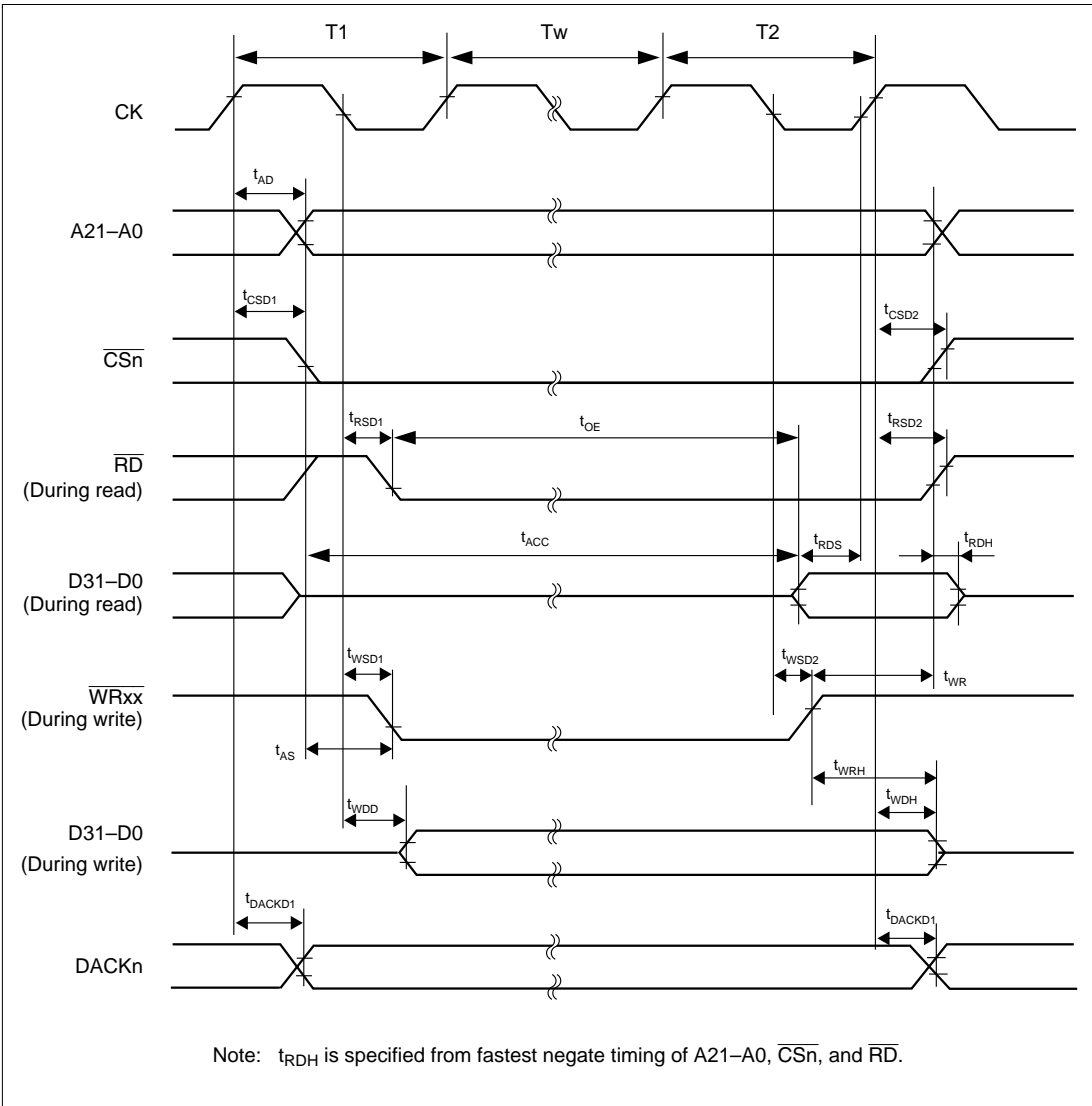 T1 Tw T2
CK
tAD
A21–A0
tCSD1 tCSD2
CSn
tRSD1 tOE tRSD2
RD
(During read)
tACC tRDS tRDH
D31–D0
(During read)
tWSD1 tWSD2 tWR
WRxx
(During write)
tAS
tWRH
tWDD tWDH
D31–D0
(During write)
tDACKD1 tDACKD1
DACKn
Note: tRDH is specified from fastest negate timing of A21–A0, CSn, and RD.